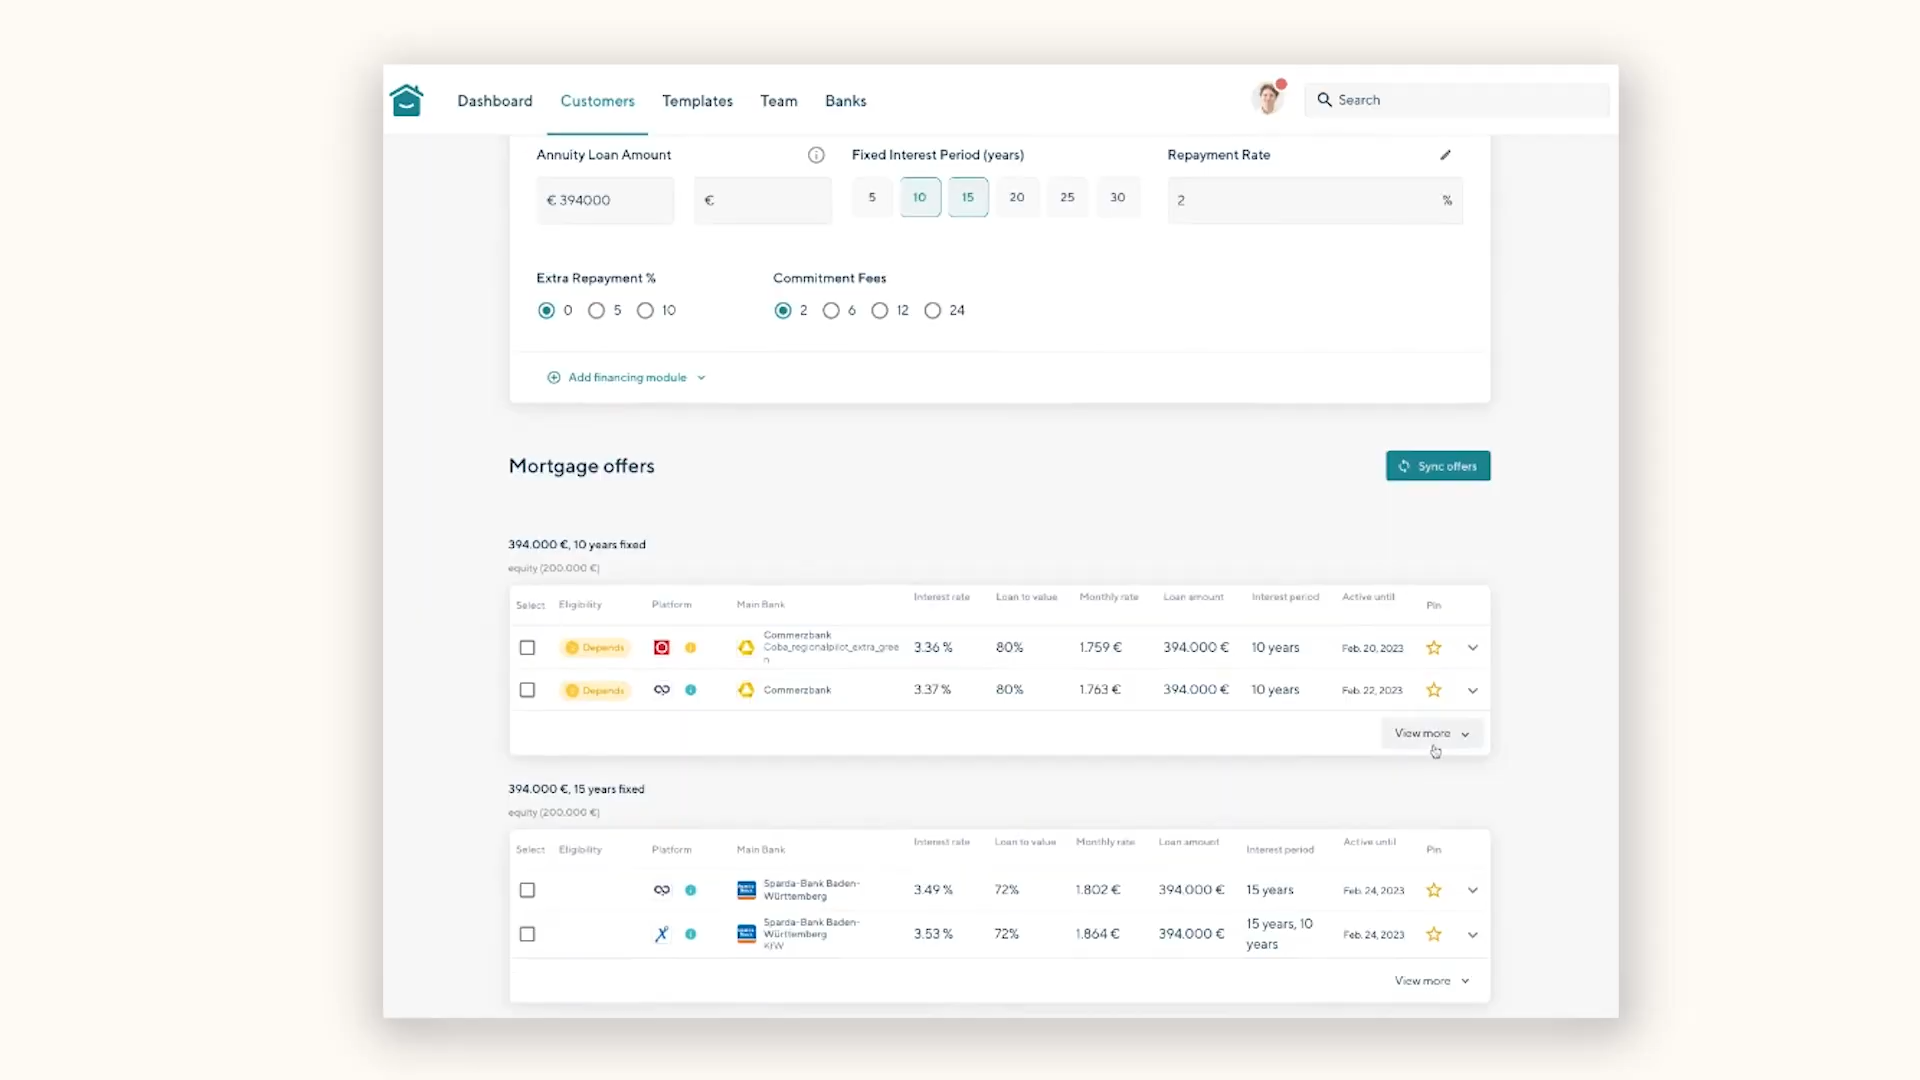 Dashboard Customers Templates Team Banks Search
Annuity Loan Amount Fixed Interest Period (years) Repayment Rate
€ 394000 € 5 10 15 20 25 30 2 %
Extra Repayment % Commitment Fees
0 5 10 2 6 12 24
Add financing module
Mortgage offers Sync offers
394.000 €, 10 years fixed
equity (200.000 €)
Select Eligibility Platform Main Bank Interest rate Loan to value Monthly rate Loan amount Interest period Active until Pin
Commerzbank
Depends Coba_regionalpilot_extra_gree 3.36 % 80% 1.759 € 394.000 € 10 years Feb. 20, 2023
n
Depends Commerzbank 3.37 % 80% 1.763 € 394.000 € 10 years Feb. 22, 2023
View more
394.000 €, 15 years fixed
equity (200.000 €)
Select Eligibility Platform Main Bank Interest rate Loan to value Monthly rate Loan amount Interest period Active until Pin
Sparda-Bank Baden-
Württemberg 3.49 % 72% 1.802 € 394.000 € 15 years Feb. 24, 2023
Sparda-Bank Baden- 15 years, 10
Württemberg 3.53 % 72% 1.864 € 394.000 € years Feb. 24, 2023
KfW
View more